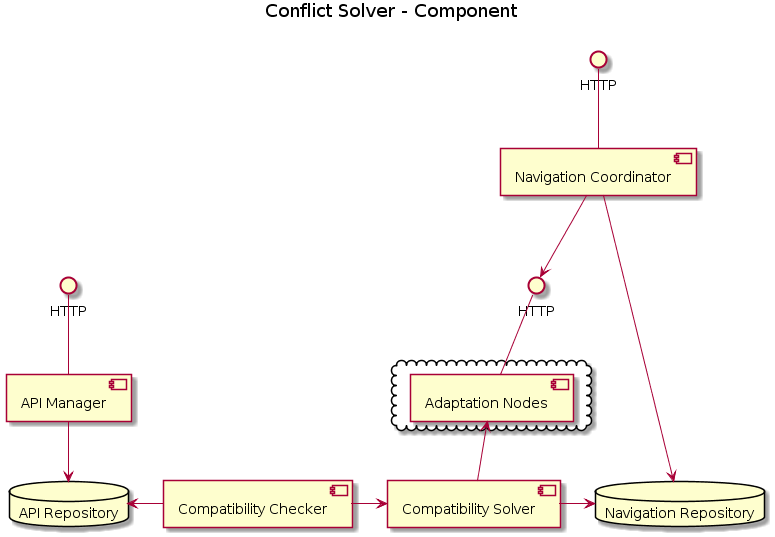 Conflict Solver - Component
HTTP
Navigation Coordinator
HTTP
HTTP
API Manager
Adaptation Nodes
API Repository
Compatibility Checker
Compatibility Solver
Navigation Repository